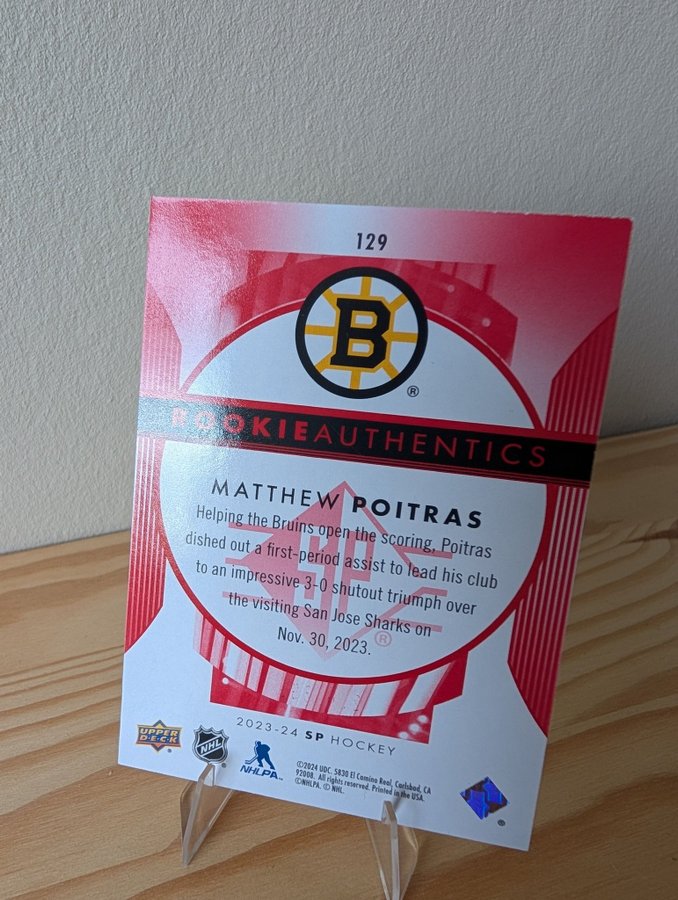 129
B
®
ROOKIEAUTHENTICS
MATTHEW POITRAS
Helping the Bruins open the scoring, Poitras
dished out a first-period assist to lead his club
to an impressive 3-0 shutout triumph over
the visiting San Jose Sharks on
Nov. 30, 2023.
SP
®
2023-24 SP HOCKEY
UPPER
DECK
®
NHL
®
NHLPA
©2024 UDC. 5830 El Camino Real, Carlsbad, CA
92008. All rights reserved. Printed in the USA.
©NHLPA. © NHL.
®